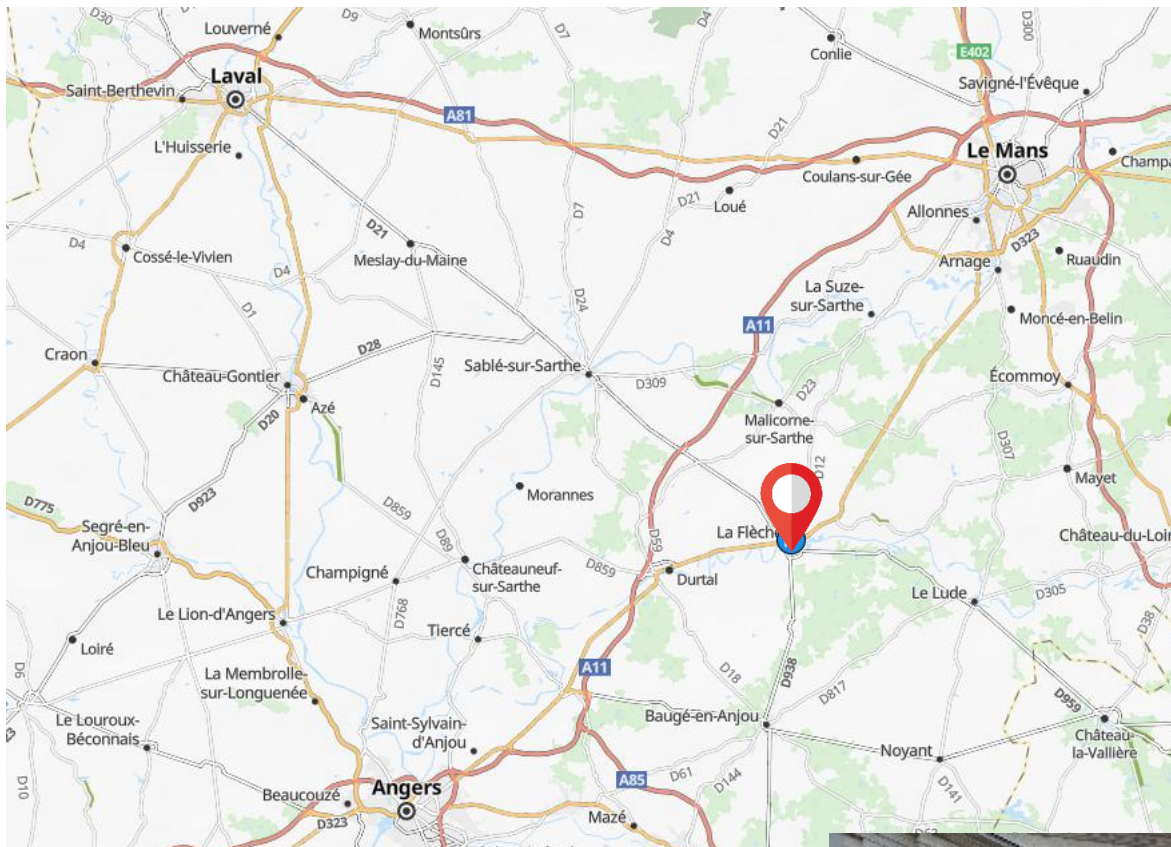 D30
Louverné
D9
Montsûrs
D7
D4
Conlie
D300
E402
Savigné-l'Évêque
Laval
Saint-Berthevin
A81
L'Huisserie
D21
Le Mans
Champa
Coulans-sur-Gée
Loué
D21
D7
D4
Allonnes
D323
D4
Cossé-le-Vivien
D21
Meslay-du-Maine
D4
Arnage
Ruaudin
D24
La Suze-
sur-Sarthe
D1
A11
Moncé-en-Belin
Craon
D28
Château-Gontier
D145
Sablé-sur-Sarthe
D309
Écommoy
D23
Azé
D20
Malicorne-
sur-Sarthe
D307
D12
Mayet
D775
D923
Morannes
D859
Segré-en-
Anjou-Bleu
D89
D59
La Flèche
Château-du-Loir
Champigné
Châteauneuf-
sur-Sarthe
D859
Durtal
D768
Le Lude
D305
Le Lion-d'Angers
D38
Loiré
Tiercé
D6
A11
D18
D938
La Membrolle-
sur-Longuenée
D817
D959
Le Louroux-
Béconnais
Saint-Sylvain-
d'Anjou
Baugé-en-Anjou
Château-
la-Vallière
Noyant
D10
A85
D61
D144
D141
Angers
Beaucouzé
D323
Mazé